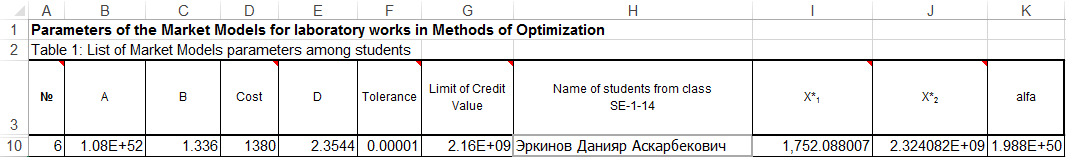 A B C D E F G H I J K
1 Parameters of the Market Models for laboratory works in Methods of Optimization
2 Table 1: List of Market Models parameters among students
3 № A B Cost D Tolerance Limit of Credit Value Name of students from class SE-1-14 X*1 X*2 alfa
10 6 1.08E+52 1.336 1380 2.3544 0.00001 2.16E+09 Эркинов Данияр Аскарбекович 1,752.088007 2.324082E+09 1.988E+50